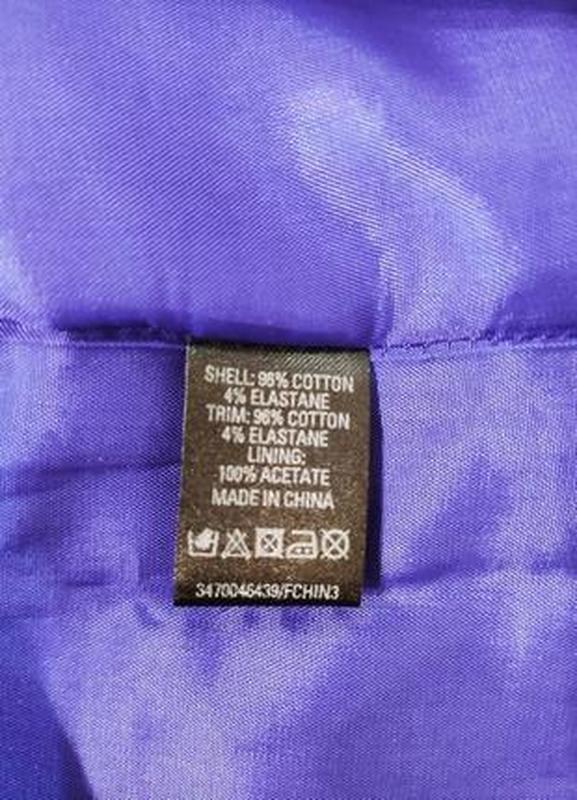 SHELL: 96% COTTON
4% ELASTANE
TRIM: 96% COTTON
4% ELASTANE
LINING:
100% ACETATE
MADE IN CHINA
3470046439/FCHIN3